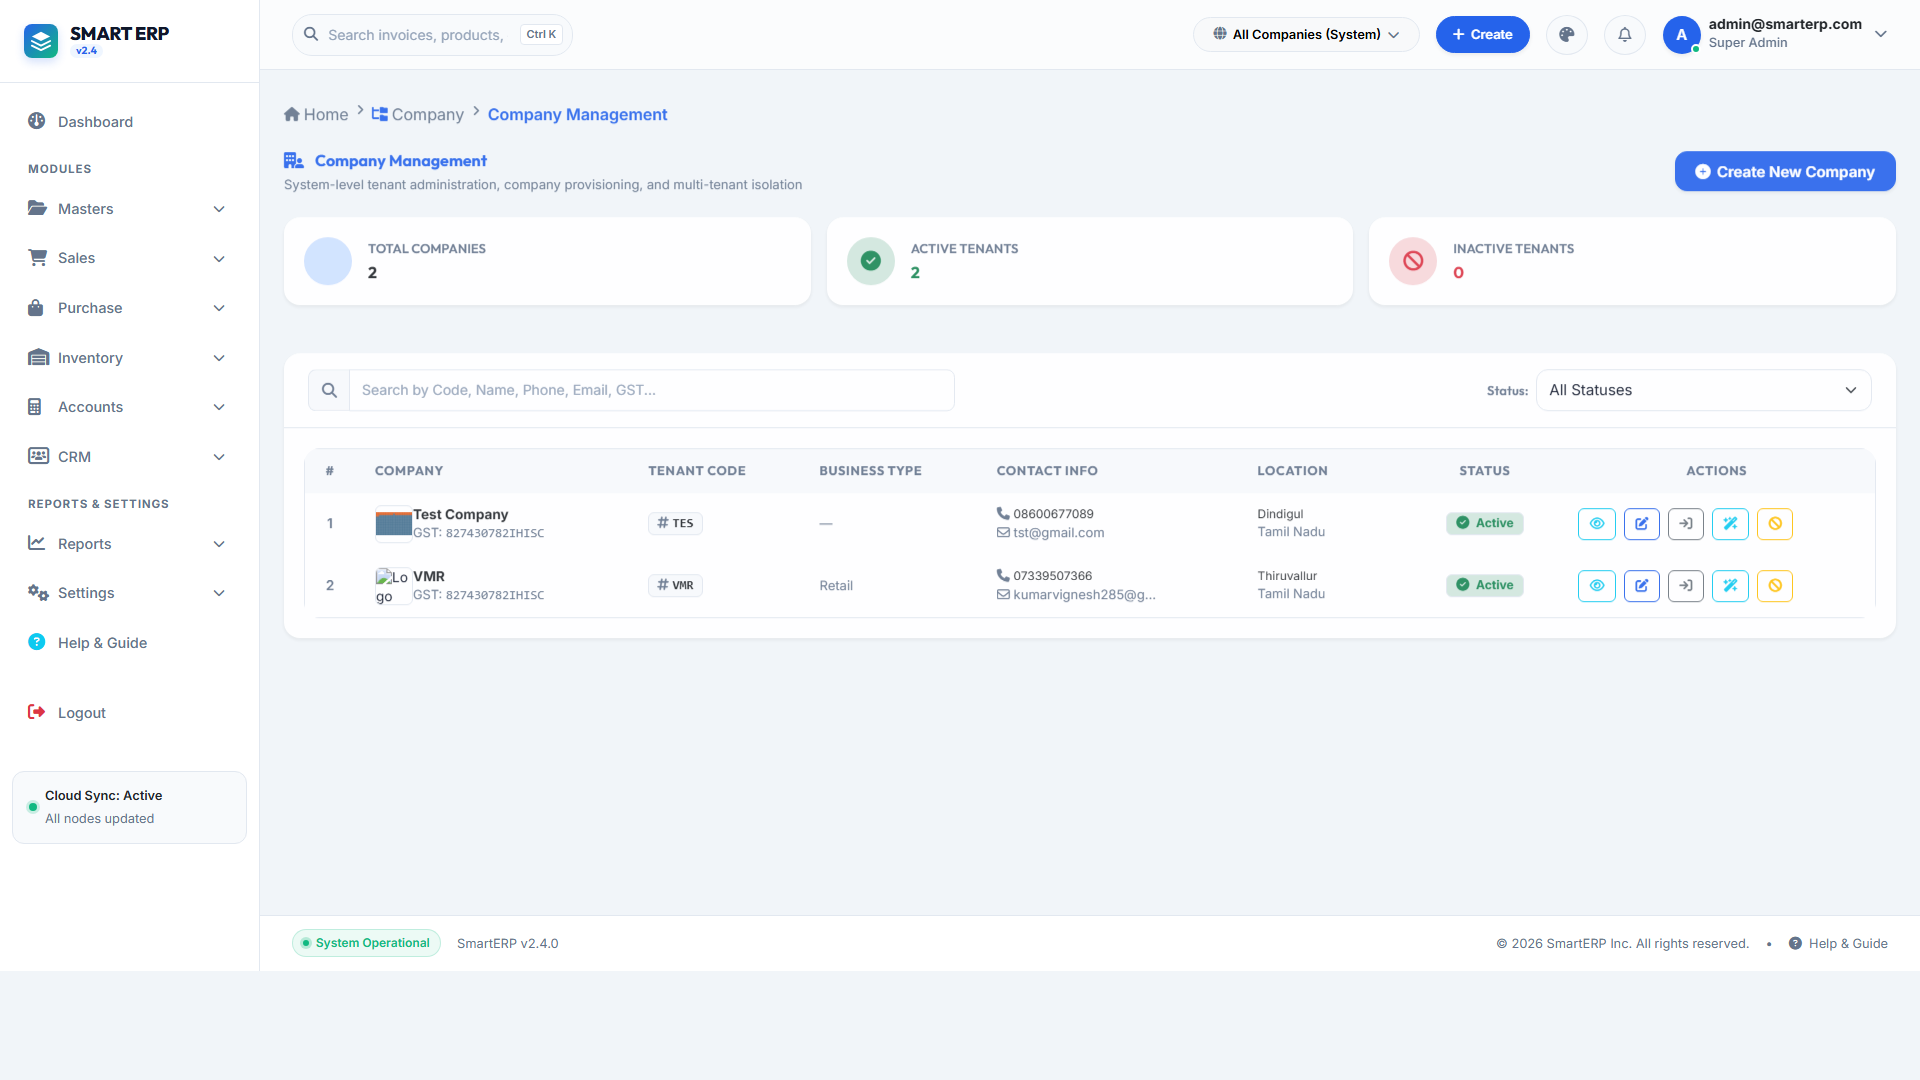 SMART ERP
v2.4
Search invoices, products,
Ctrl K
All Companies (System)
+ Create
A
admin@smarterp.com
Super Admin
Dashboard
MODULES
Masters
Sales
Purchase
Inventory
Accounts
CRM
REPORTS & SETTINGS
Reports
Settings
Help & Guide
Logout
Cloud Sync: Active
All nodes updated
Home > Company > Company Management
Company Management
System-level tenant administration, company provisioning, and multi-tenant isolation
Create New Company
TOTAL COMPANIES
2
ACTIVE TENANTS
2
INACTIVE TENANTS
0
Search by Code, Name, Phone, Email, GST...
Status:
All Statuses
# COMPANY TENANT CODE BUSINESS TYPE CONTACT INFO LOCATION STATUS ACTIONS
1 Test Company # TES — 08600677089 Dindigul Active
GST: 827430782IHISC tst@gmail.com Tamil Nadu
2 Logo VMR # VMR Retail 07339507366 Thiruvallur Active
GST: 827430782IHISC kumarvignesh285@g... Tamil Nadu
System Operational
SmartERP v2.4.0
© 2026 SmartERP Inc. All rights reserved. • Help & Guide